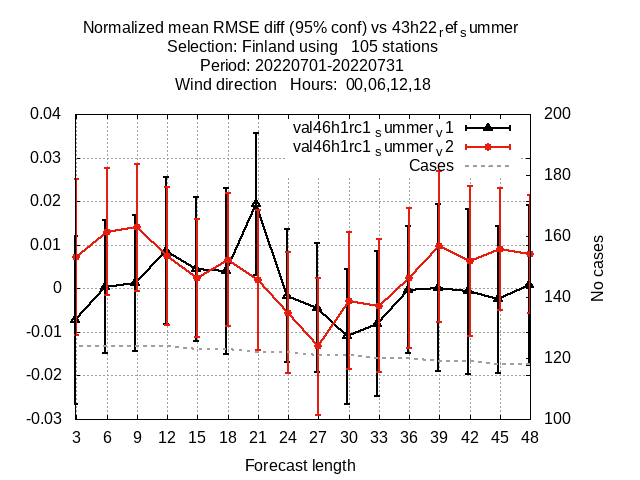 Normalized mean RMSE diff (95% conf) vs 43h22refsummer
Selection: Finland using 105 stations
Period: 20220701-20220731
Wind direction Hours: 00,06,12,18
0.04
0.03
0.02
0.01
0
-0.01
-0.02
-0.03
200
180
160
140
120
100
No cases
val46h1rc1summerv1
val46h1rc1summerv2
Cases
3 6 9 12 15 18 21 24 27 30 33 36 39 42 45 48
Forecast length